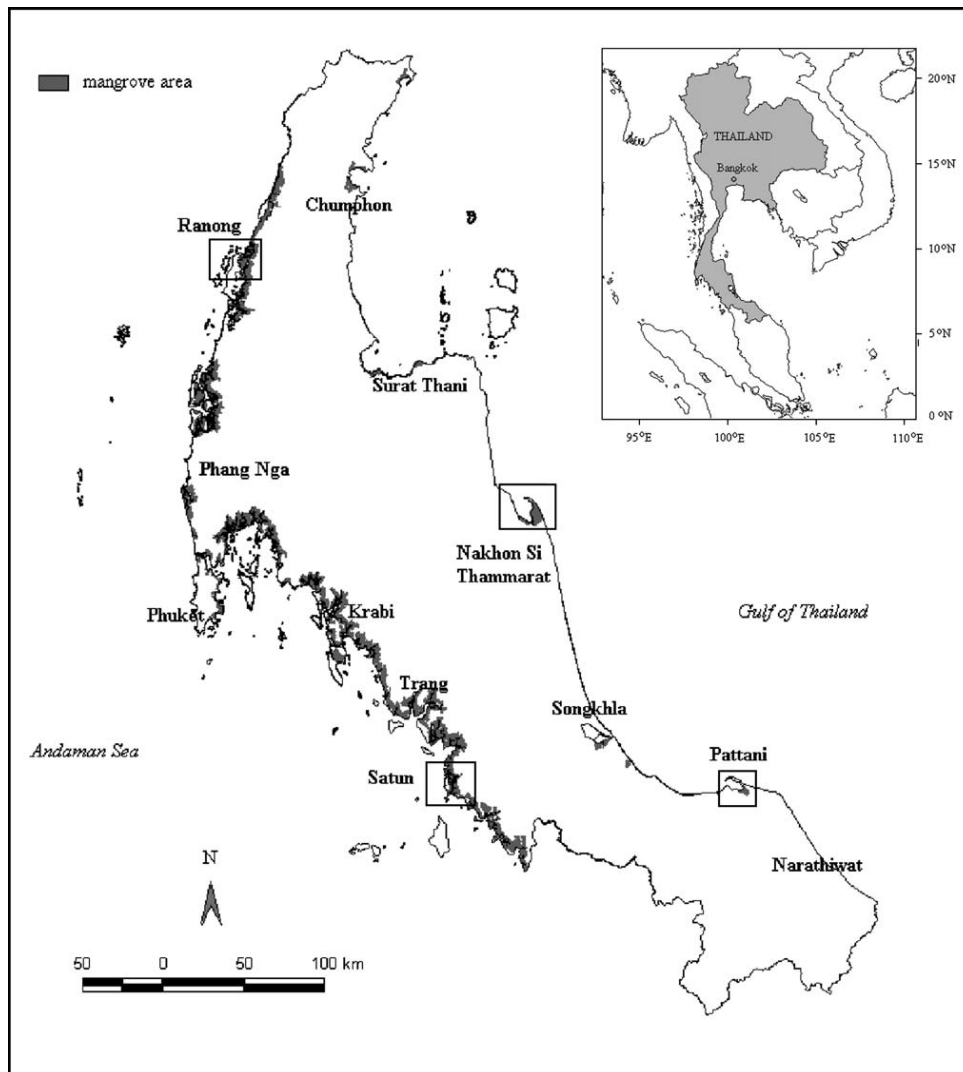 mangrove area
20°N
THAILAND
Bangkok
15°N
10°N
5°N
0°N
95°E
100°E
105°E
110°E
Chumphon
Ranong
Surat Thani
Phang Nga
Nakhon Si
Thammarat
Phuket
Krabi
Gulf of Thailand
Trang
Songkhla
Andaman Sea
Pattani
Satun
Narathiwat
N
50 0 50 100 km